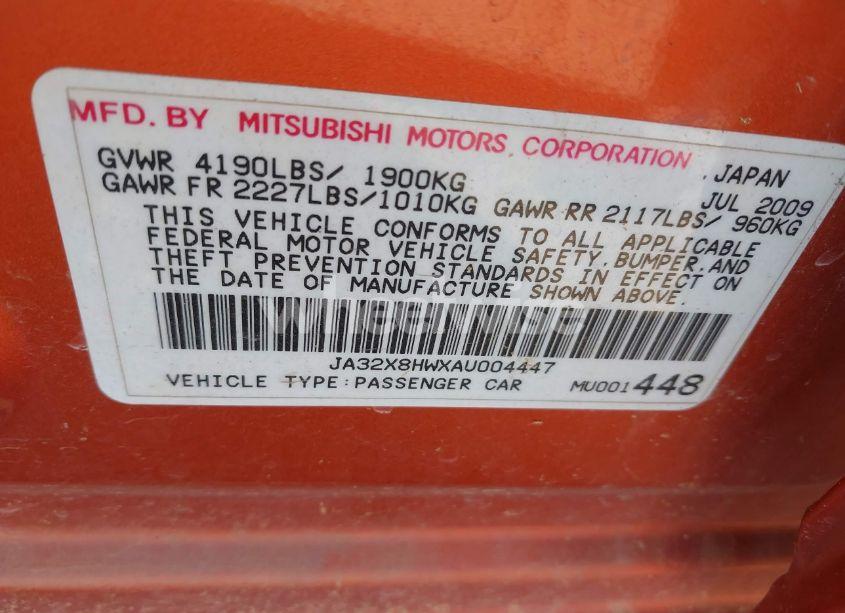 MFD. BY MITSUBISHI MOTORS CORPORATION
, JAPAN
GVWR 4190LBS/ 1900KG JUL 2009
GAWR FR 2227LBS/1010KG GAWR RR 2117LBS/ 960KG
THIS VEHICLE CONFORMS TO ALL APPLICABLE
FEDERAL MOTOR VEHICLE SAFETY, BUMPER, AND
THEFT PREVENTION STANDARDS IN EFFECT ON
THE DATE OF MANUFACTURE SHOWN ABOVE.
Wheelwise
JA32X8HWXAU004447
VEHICLE TYPE:PASSENGER CAR MU001448